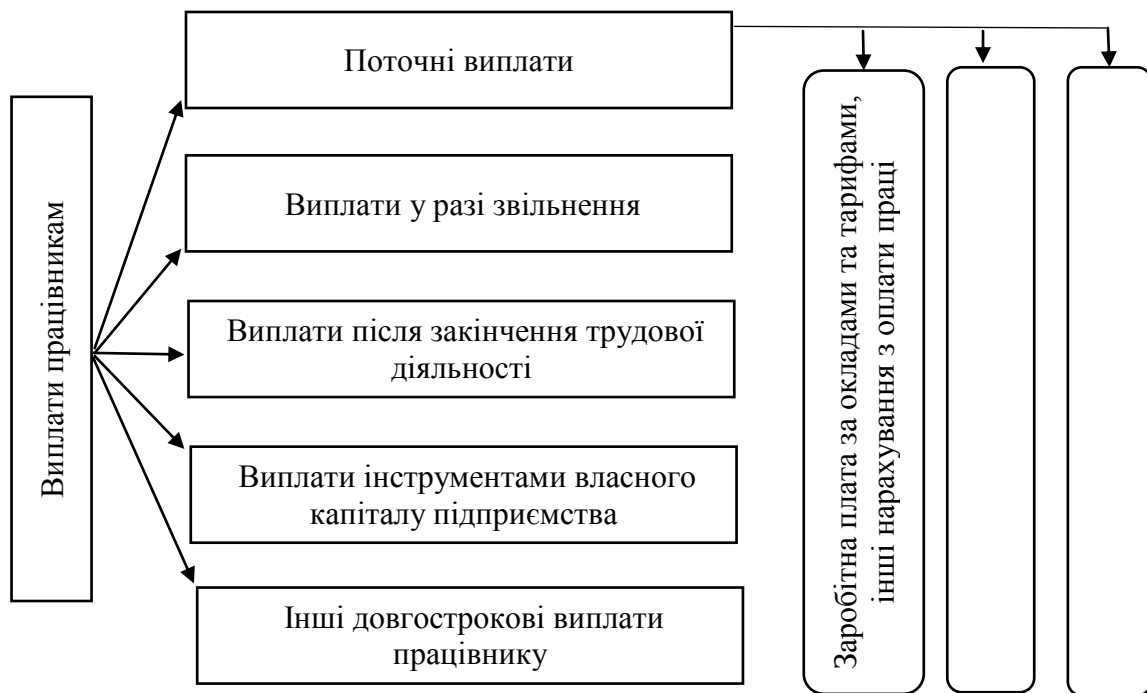 Виплати працівникам
Поточні виплати
Виплати у разі звільнення
Виплати після закінчення трудової
діяльності
Виплати інструментами власного
капіталу підприємства
Інші довгострокові виплати
працівнику
Заробітна плата за окладами та тарифами,
інші нарахування з оплати праці